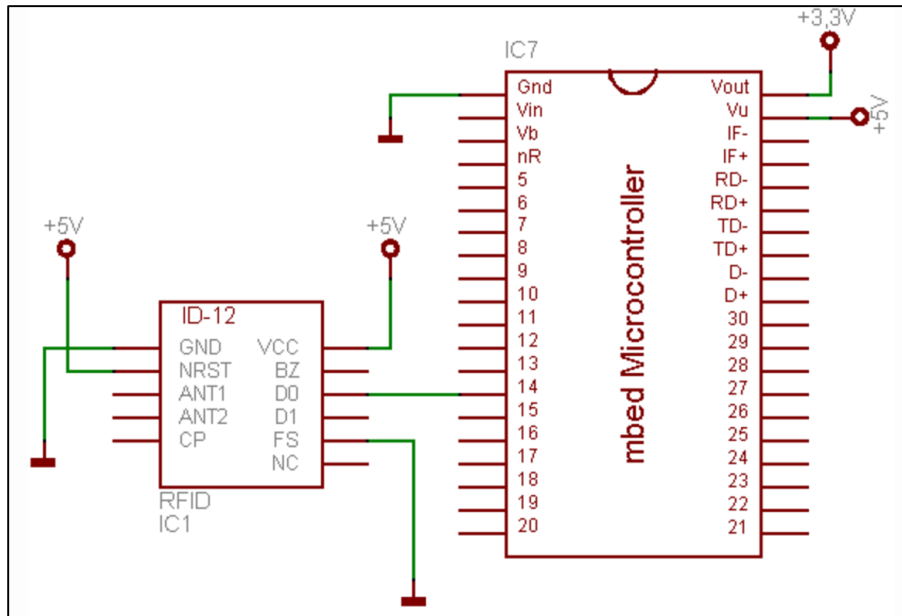 +3,3V
IC7
Gnd Vout
Vin Vu
+5V
Vb IF-
nR IF+
5 RD-
6 RD+
7 TD-
8 TD+
9 D-
10 D+
11 30
12 29
13 28
14 27
15 26
16 25
17 24
18 23
19 22
20 21
mbed Microcontroller
+5V +5V
ID-12
GND VCC
NRST BZ
ANT1 D0
ANT2 D1
CP FS
NC
RFID
IC1